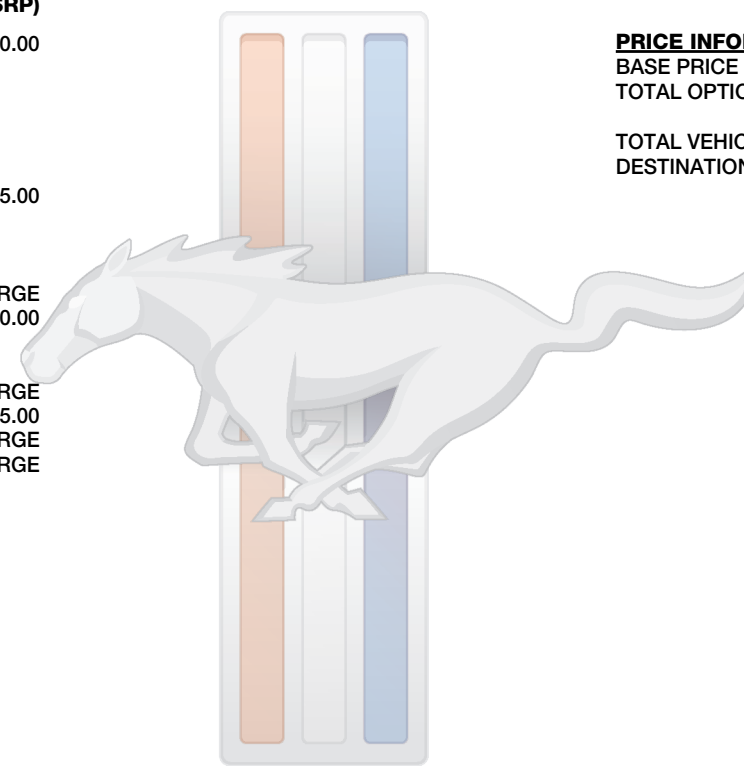 SRP)
0.00
5.00
RGE
0.00
RGE
5.00
RGE
RGE
PRICE INFO
BASE PRICE
TOTAL OPTIO
TOTAL VEHIC
DESTINATION